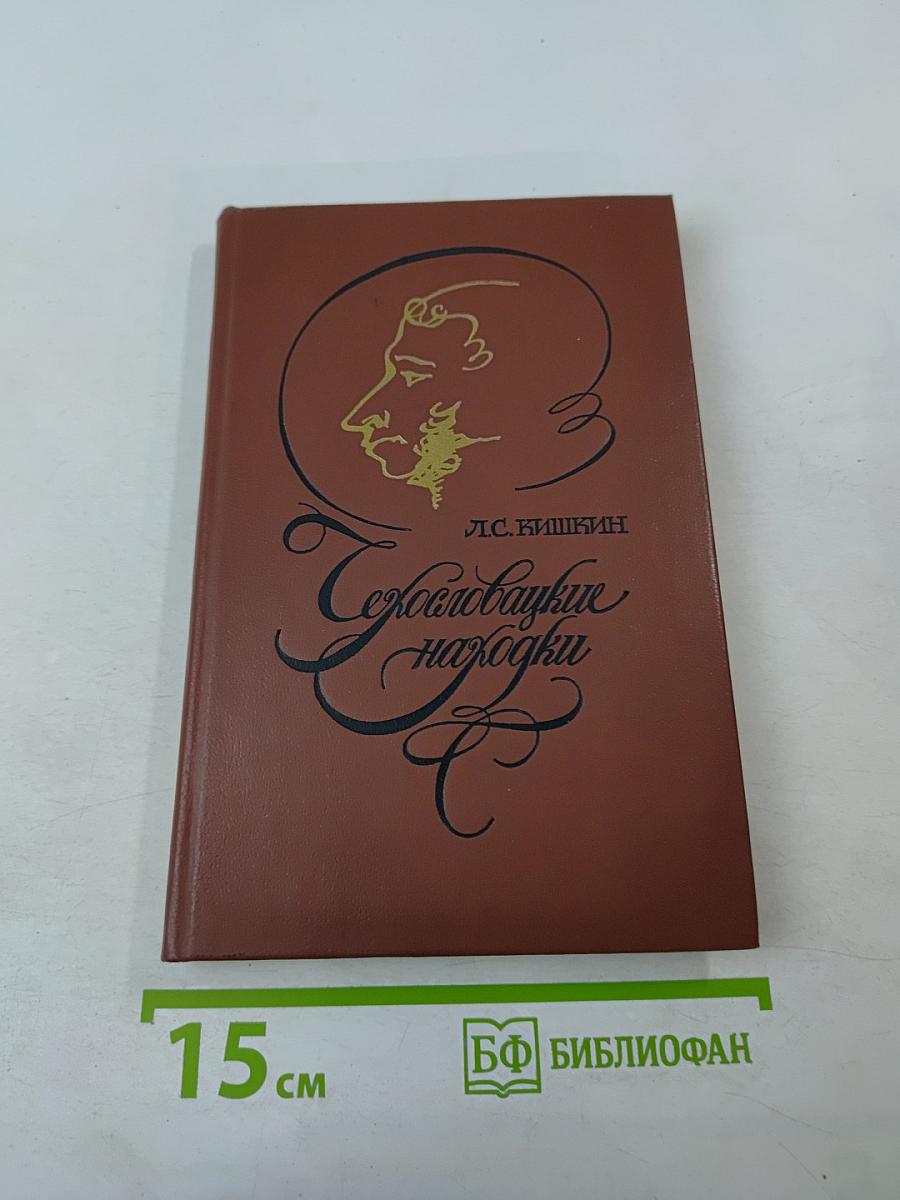 Л.С. КИШКИН
Чехословацкие
находки
15 см
БФ БИБЛИОФАН